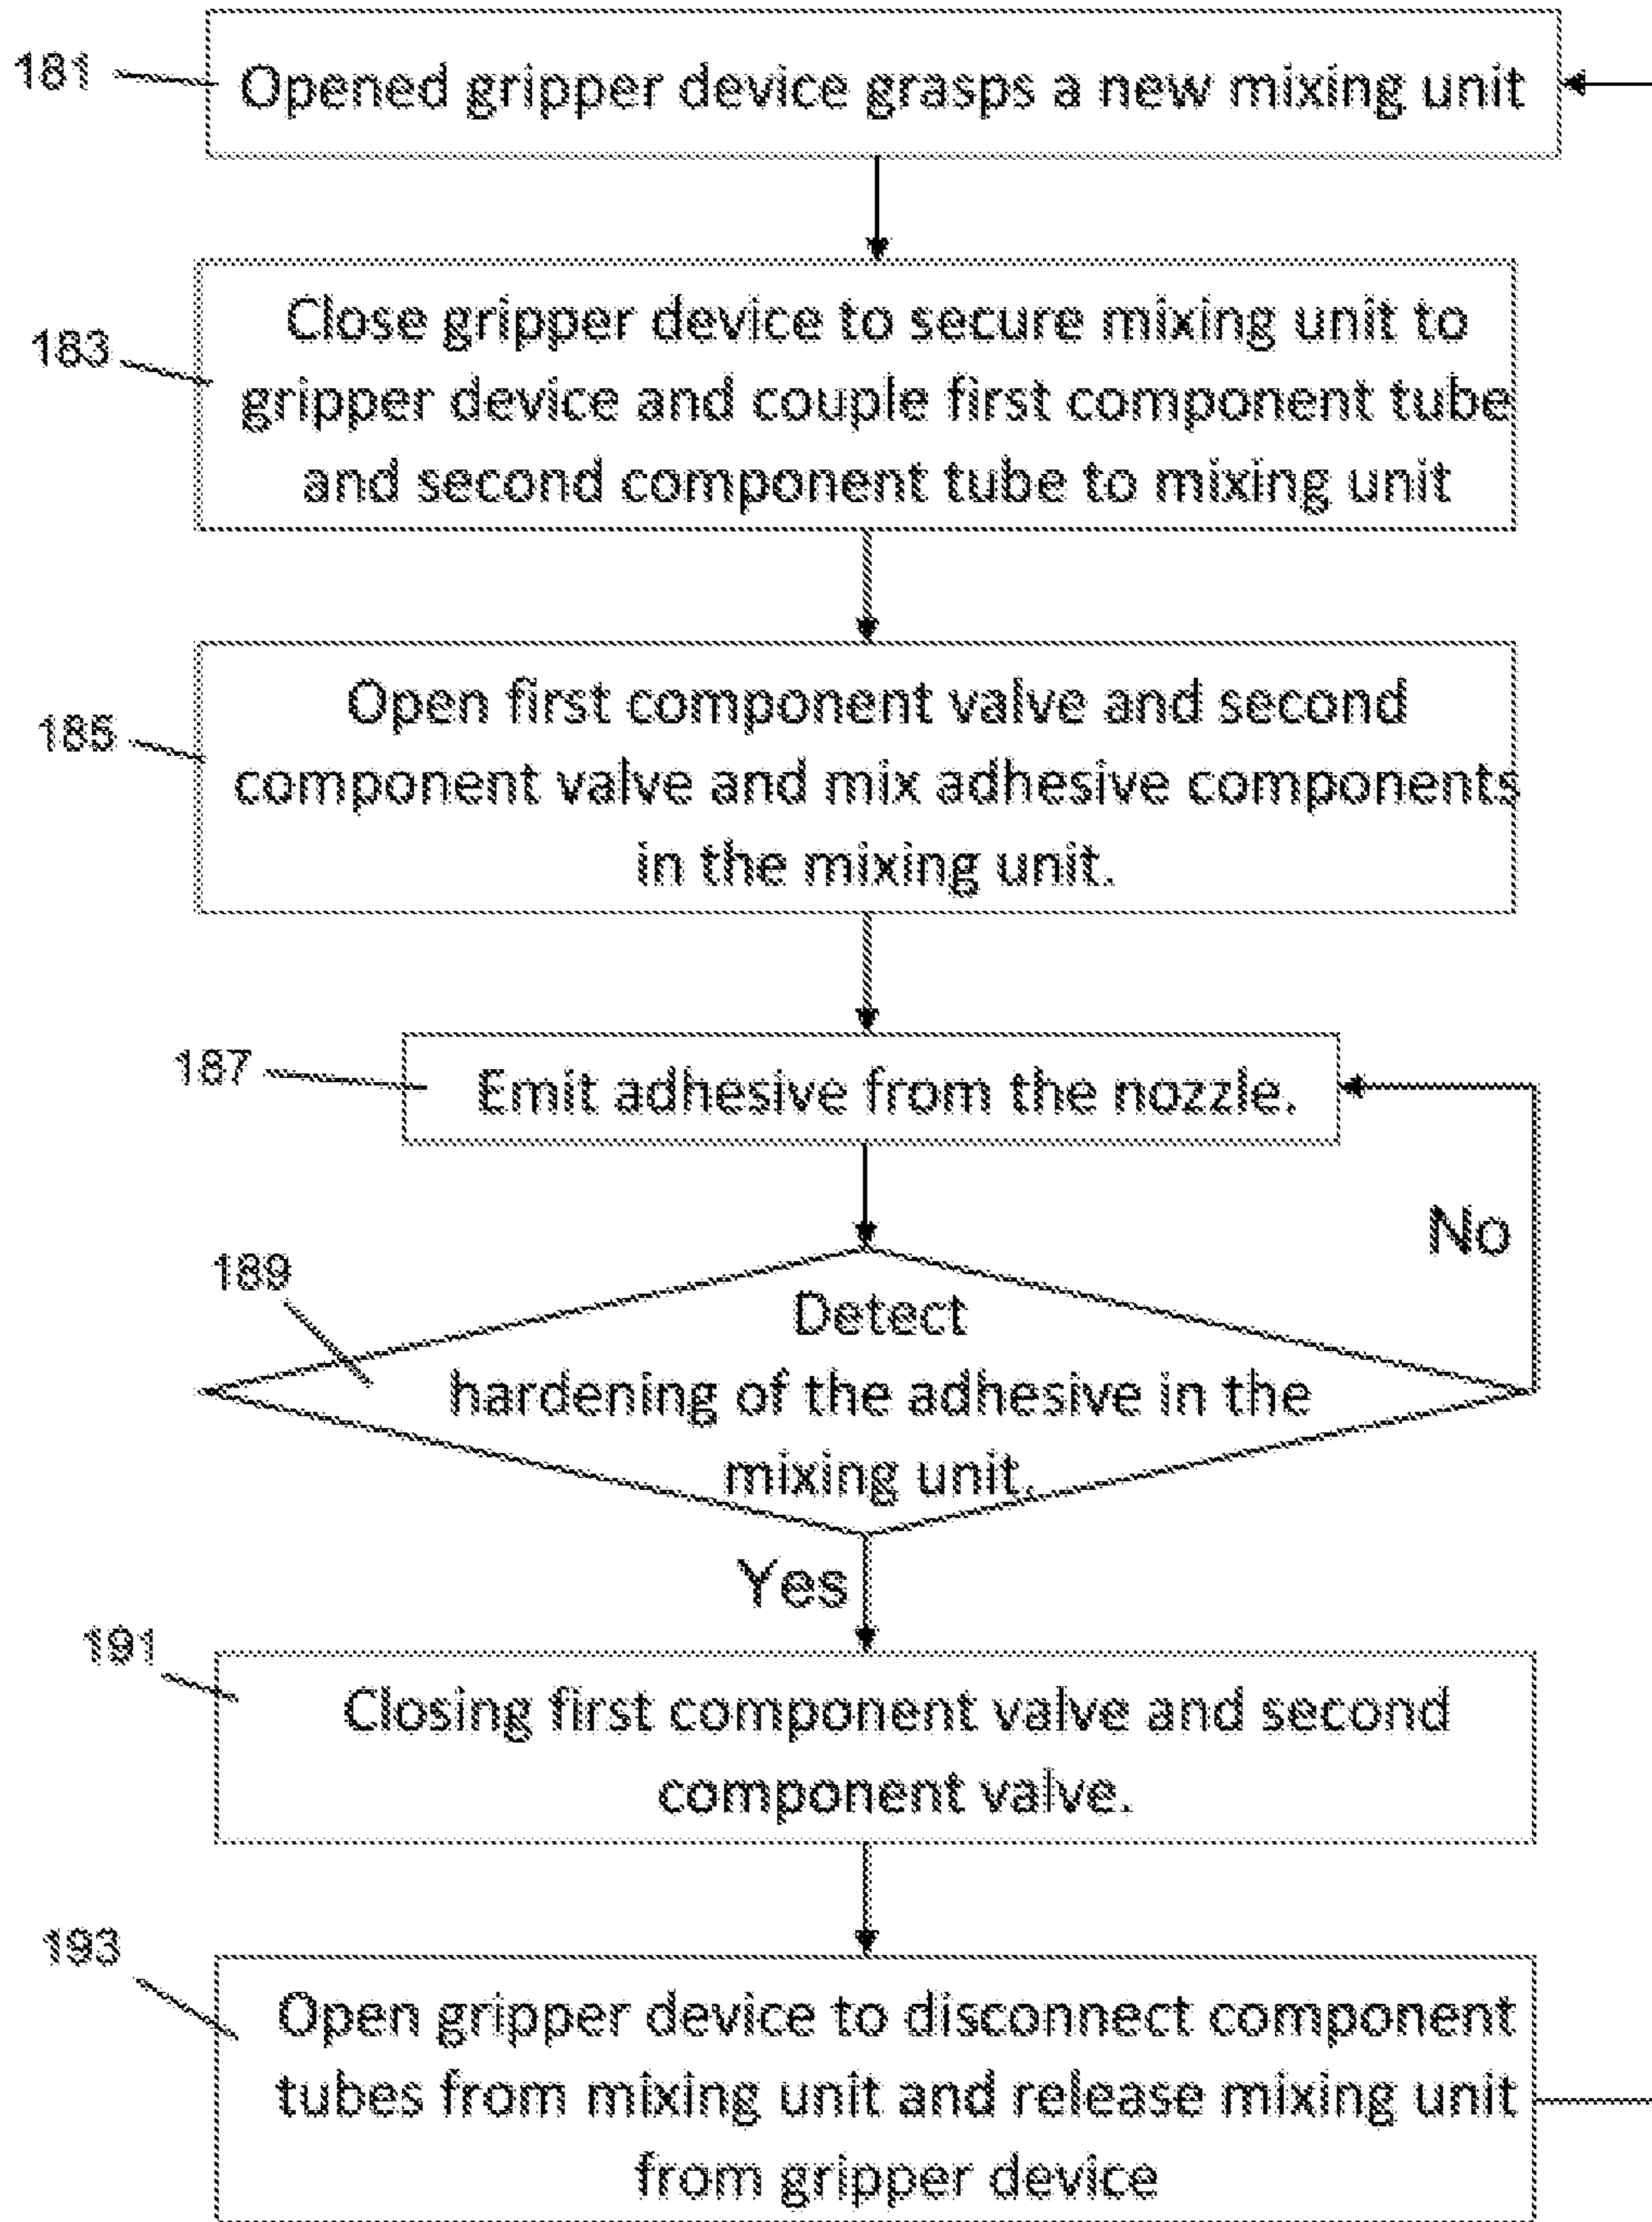 181
Opened gripper device grasps a new mixing unit
183
Close gripper device to secure mixing unit to
gripper device and couple first component tube
and second component tube to mixing unit
185
Open first component valve and second
component valve and mix adhesive components
in the mixing unit.
187
Emit adhesive from the nozzle.
No
189
Detect
hardening of the adhesive in the
mixing unit.
Yes
191
Closing first component valve and second
component valve.
193
Open gripper device to disconnect component
tubes from mixing unit and release mixing unit
from gripper device